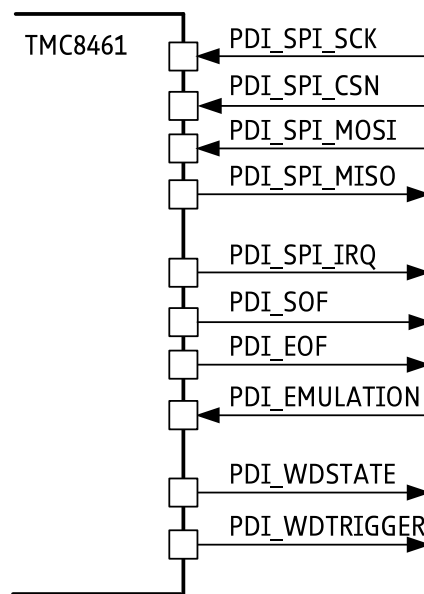 TMC8461
PDI_SPI_SCK
PDI_SPI_CSN
PDI_SPI_MOSI
PDI_SPI_MISO
PDI_SPI_IRQ
PDI_SOF
PDI_EOF
PDI_EMULATION
PDI_WDSTATE
PDI_WDTRIGGER